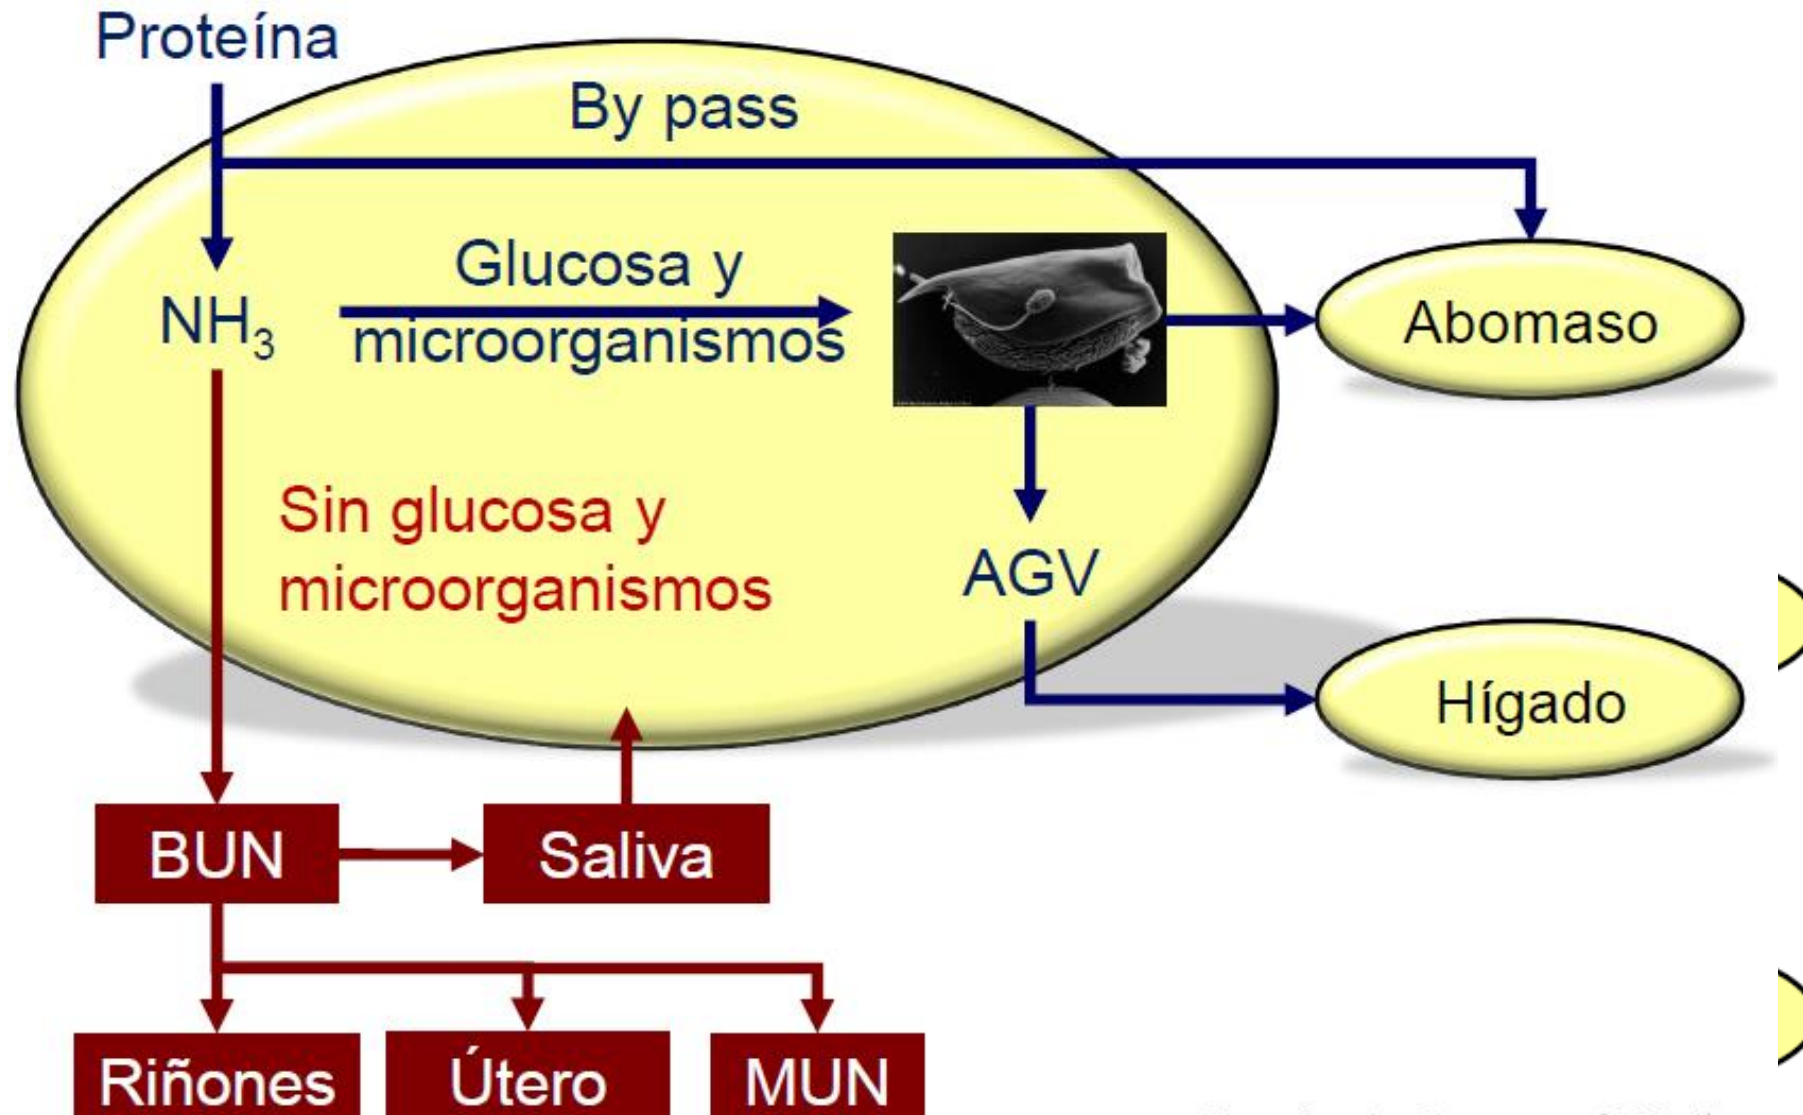 Proteína
By pass
Glucosa y
microorganismos
NH₃
Abomaso
Sin glucosa y
microorganismos
AGV
Hígado
BUN
Saliva
Riñones
Útero
MUN